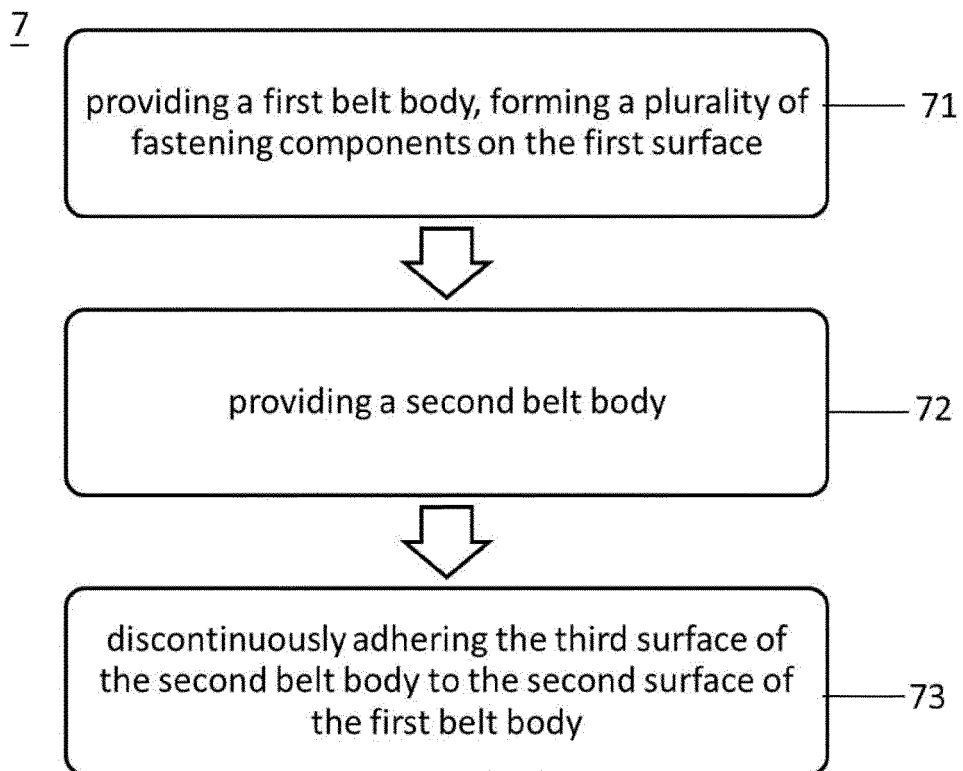 7
providing a first belt body, forming a plurality of
fastening components on the first surface
71
providing a second belt body
72
discontinuously adhering the third surface of
the second belt body to the second surface of
the first belt body
73